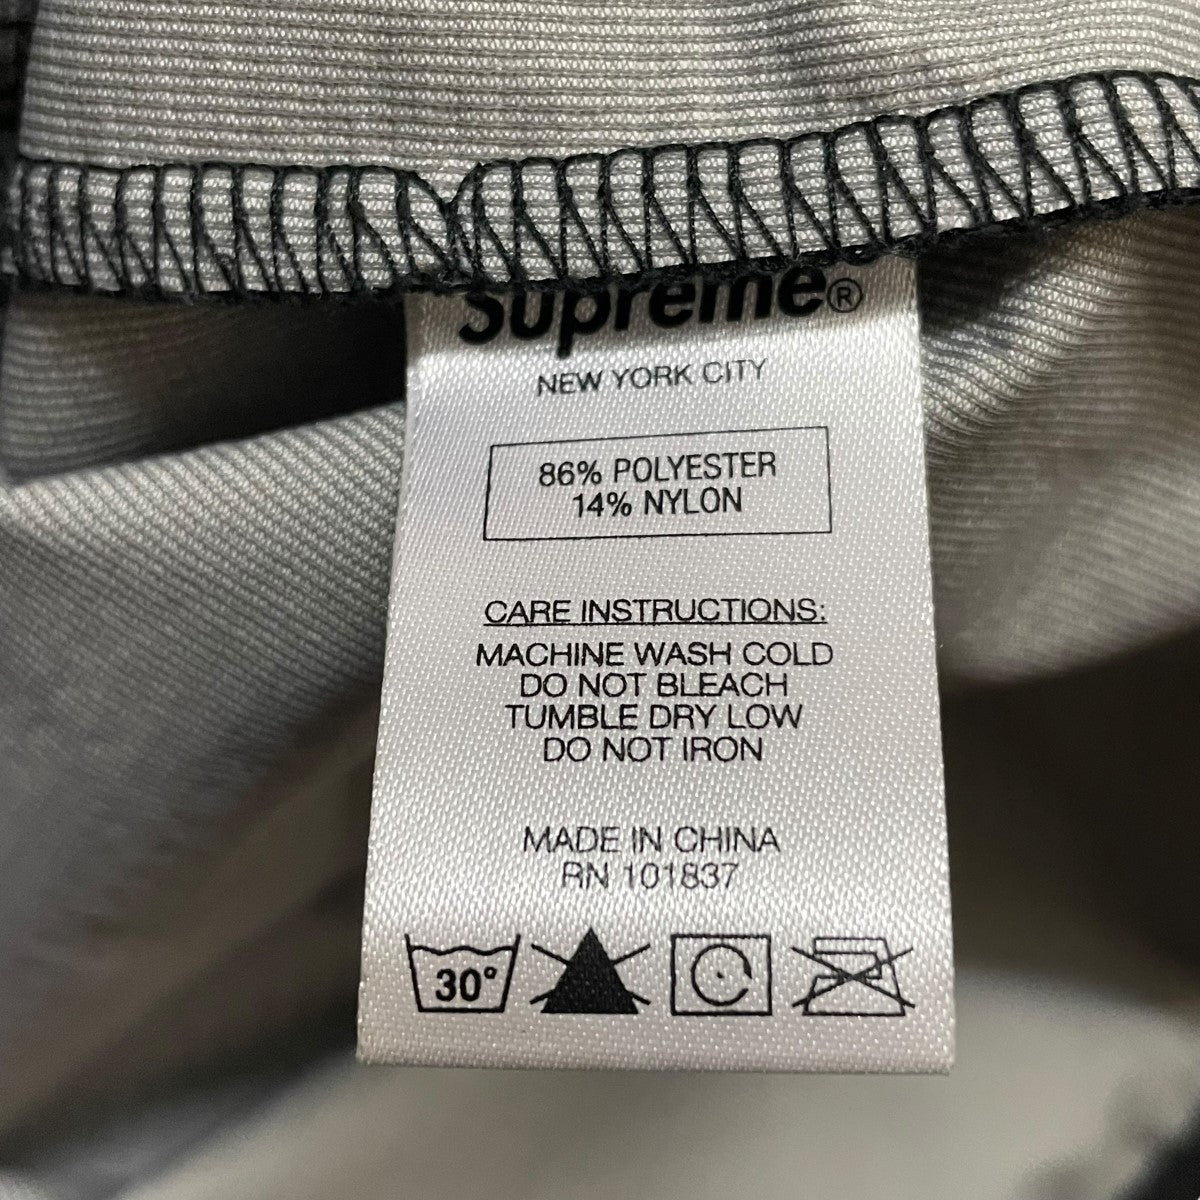 Supreme®
NEW YORK CITY
86% POLYESTER
14% NYLON
CARE INSTRUCTIONS:
MACHINE WASH COLD
DO NOT BLEACH
TUMBLE DRY LOW
DO NOT IRON
MADE IN CHINA
RN 101837
30°